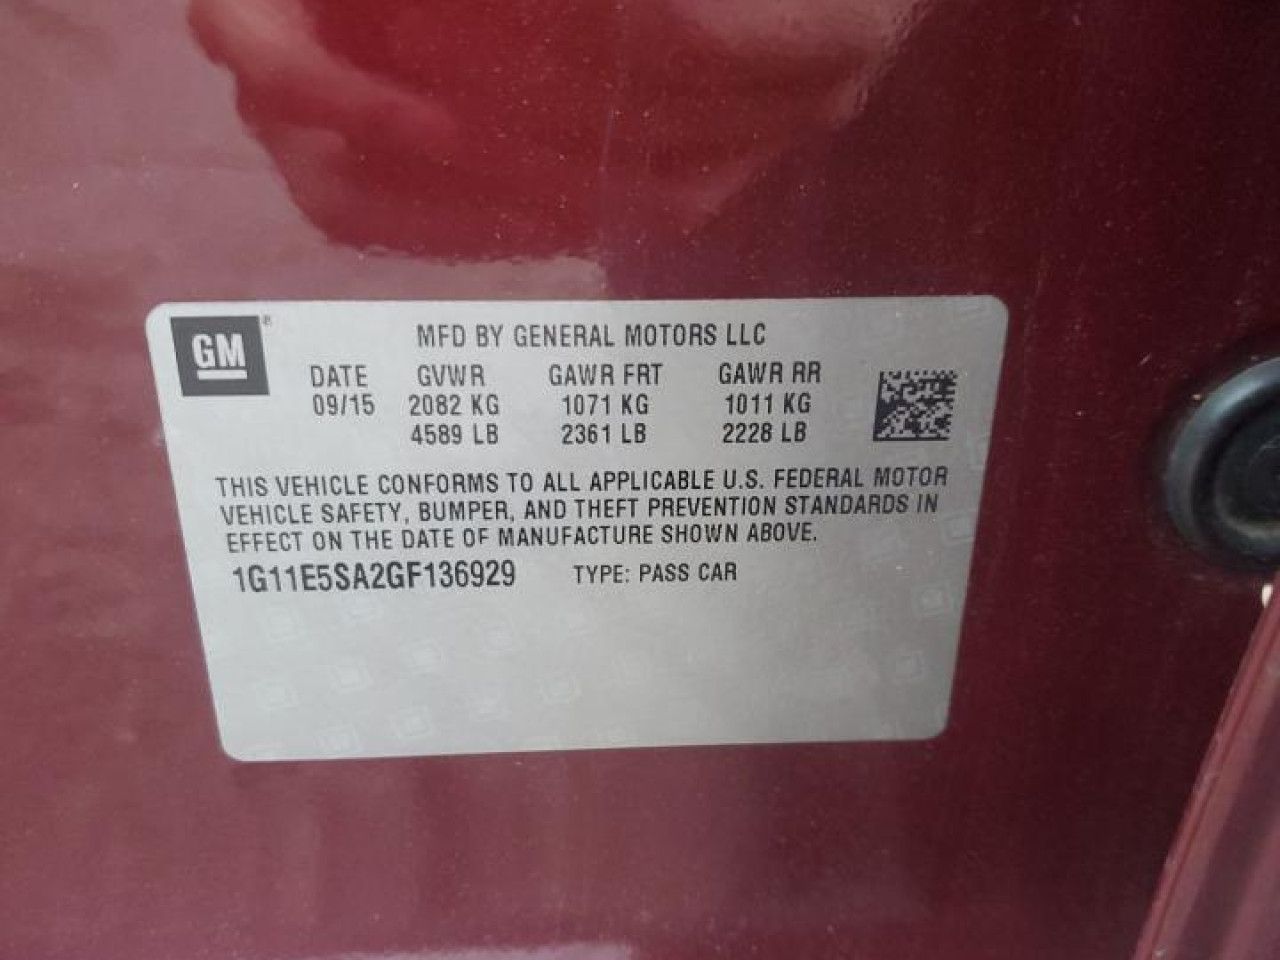 GM®
MFD BY GENERAL MOTORS LLC
DATE GVWR GAWR FRT GAWR RR
09/15 2082 KG 1071 KG 1011 KG
4589 LB 2361 LB 2228 LB
THIS VEHICLE CONFORMS TO ALL APPLICABLE U.S. FEDERAL MOTOR
VEHICLE SAFETY, BUMPER, AND THEFT PREVENTION STANDARDS IN
EFFECT ON THE DATE OF MANUFACTURE SHOWN ABOVE.
1G11E5SA2GF136929 TYPE: PASS CAR